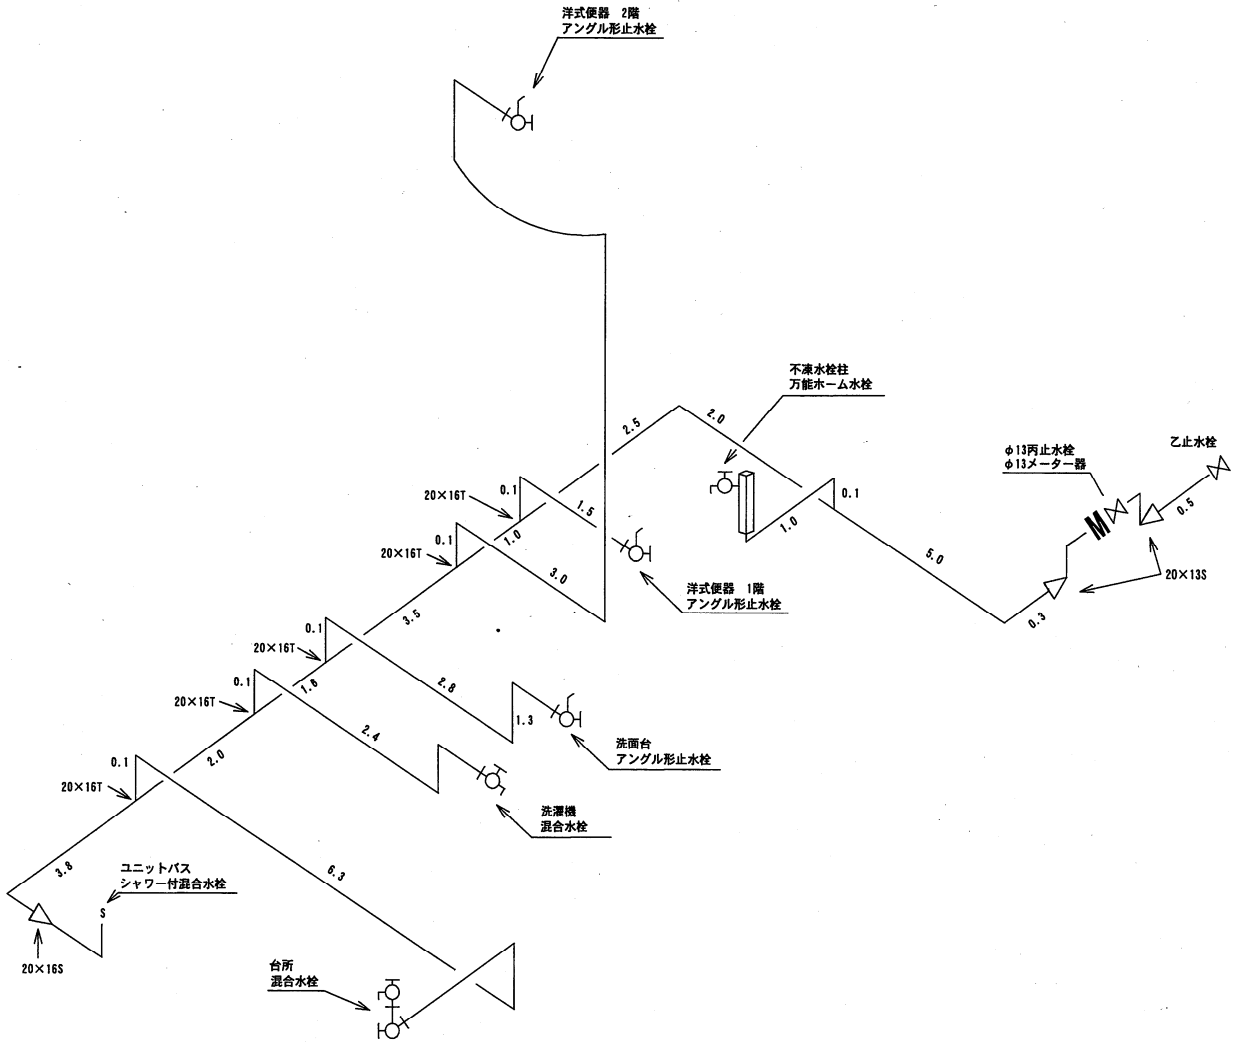 洋式便器 2階
アングル形止水栓
不凍水栓柱
万能ホーム水栓
2.0
2.5
乙止水栓
φ13丙止水栓
φ13メーター器
M
0.5
20×13S
0.1
1.0
5.0
0.3
0.1
20×16T
1.5
1.0
0.1
20×16T
3.0
洋式便器 1階
アングル形止水栓
3.5
0.1
20×16T
1.6
2.8
1.3
0.1
20×16T
2.4
2.0
洗面台
アングル形止水栓
0.1
20×16T
洗濯機
混合水栓
3.8
6.3
ユニットバス
シャワー付混合水栓
S
20×16S
台所
混合水栓